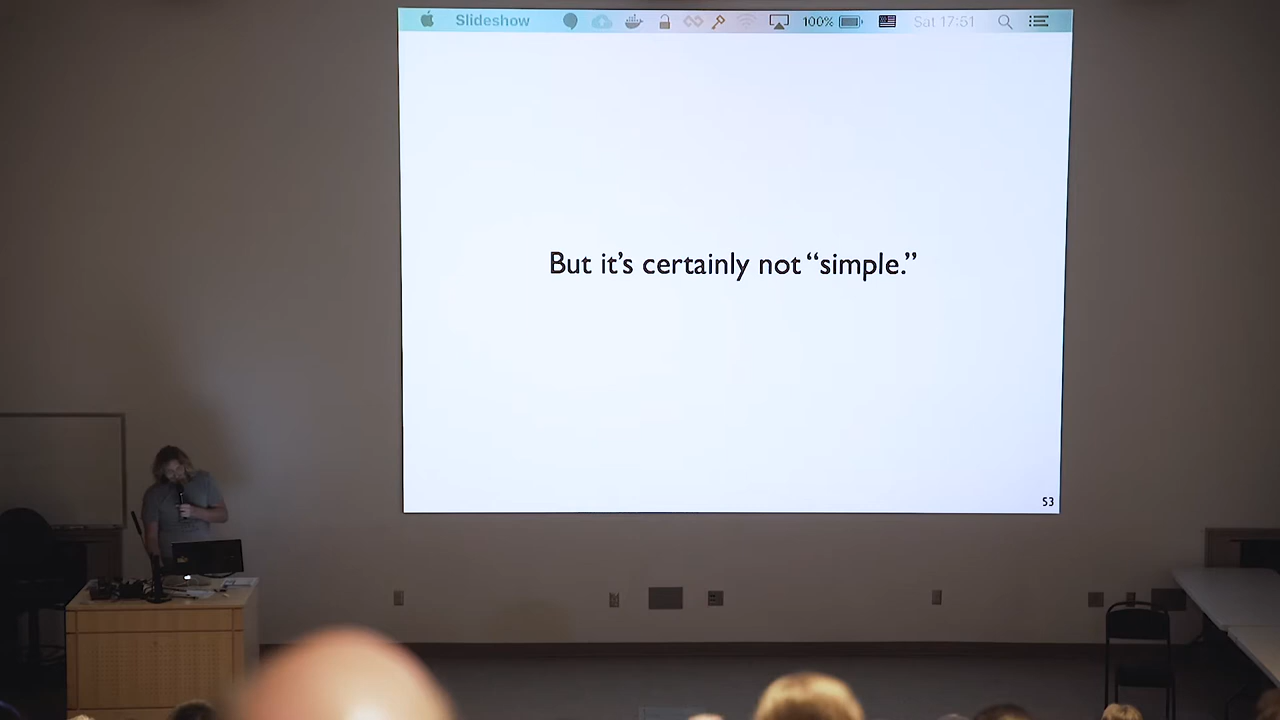 Slideshow 100% Sat 17:51
But it's certainly not “simple.”
53